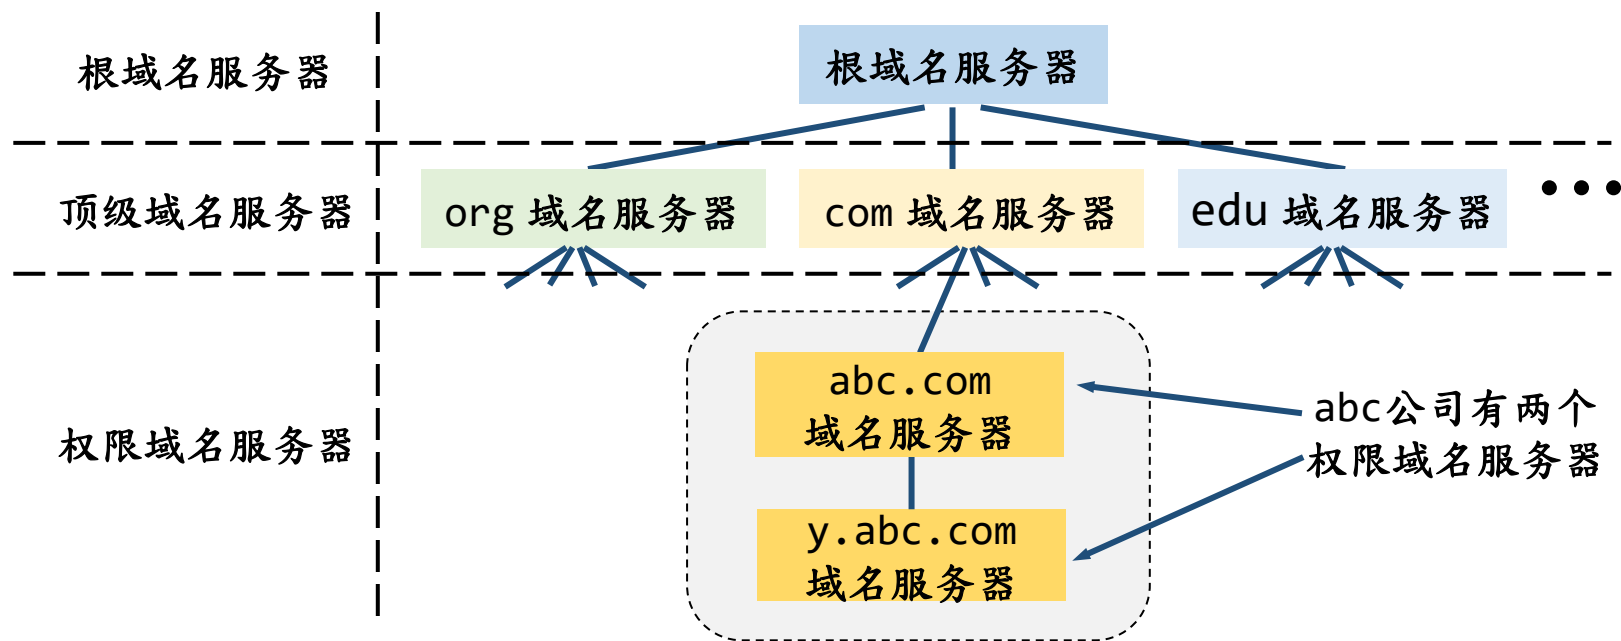 根域名服务器
根域名服务器
顶级域名服务器
org 域名服务器
com 域名服务器
edu 域名服务器
•••
权限域名服务器
abc.com
域名服务器
y.abc.com
域名服务器
abc公司有两个
权限域名服务器